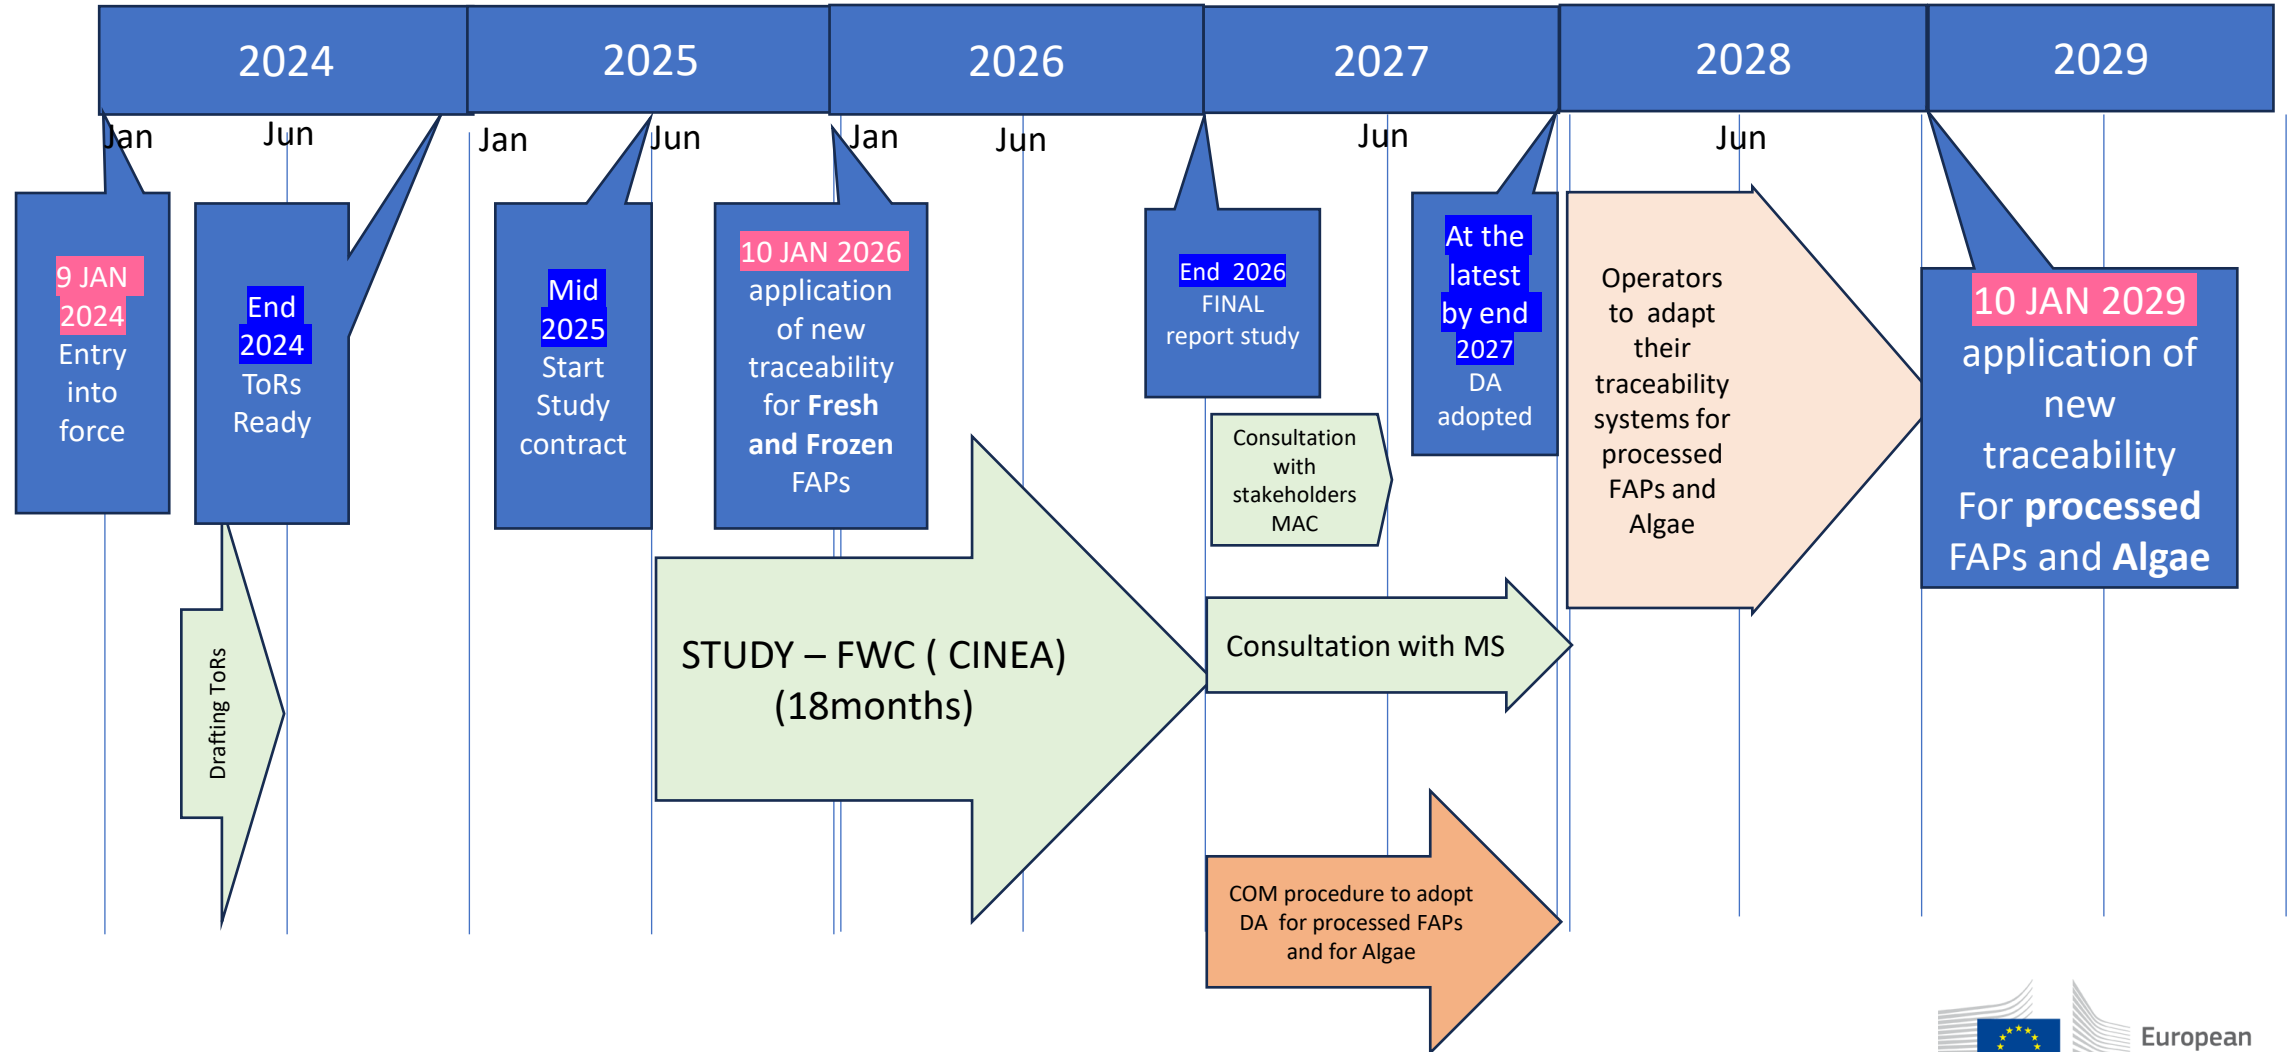 2024
2025
2026
2027
2028
2029
Jan
Jun
Jan
Jun
Jan
Jun
Jun
Jun
9 JAN
2024
Entry
into
force
End
2024
ToRs
Ready
Mid
2025
Start
Study
contract
10 JAN 2026
application
of new
traceability
for Fresh
and Frozen
FAPs
End 2026
FINAL
report study
At the
latest
by end
2027
DA
adopted
Operators
to adapt
their
traceability
systems for
processed
FAPs and
Algae
10 JAN 2029
application of
new
traceability
For processed
FAPs and Algae
Consultation
with
stakeholders
MAC
Drafting ToRs
STUDY – FWC ( CINEA)
(18months)
Consultation with MS
COM procedure to adopt
DA for processed FAPs
and for Algae
European